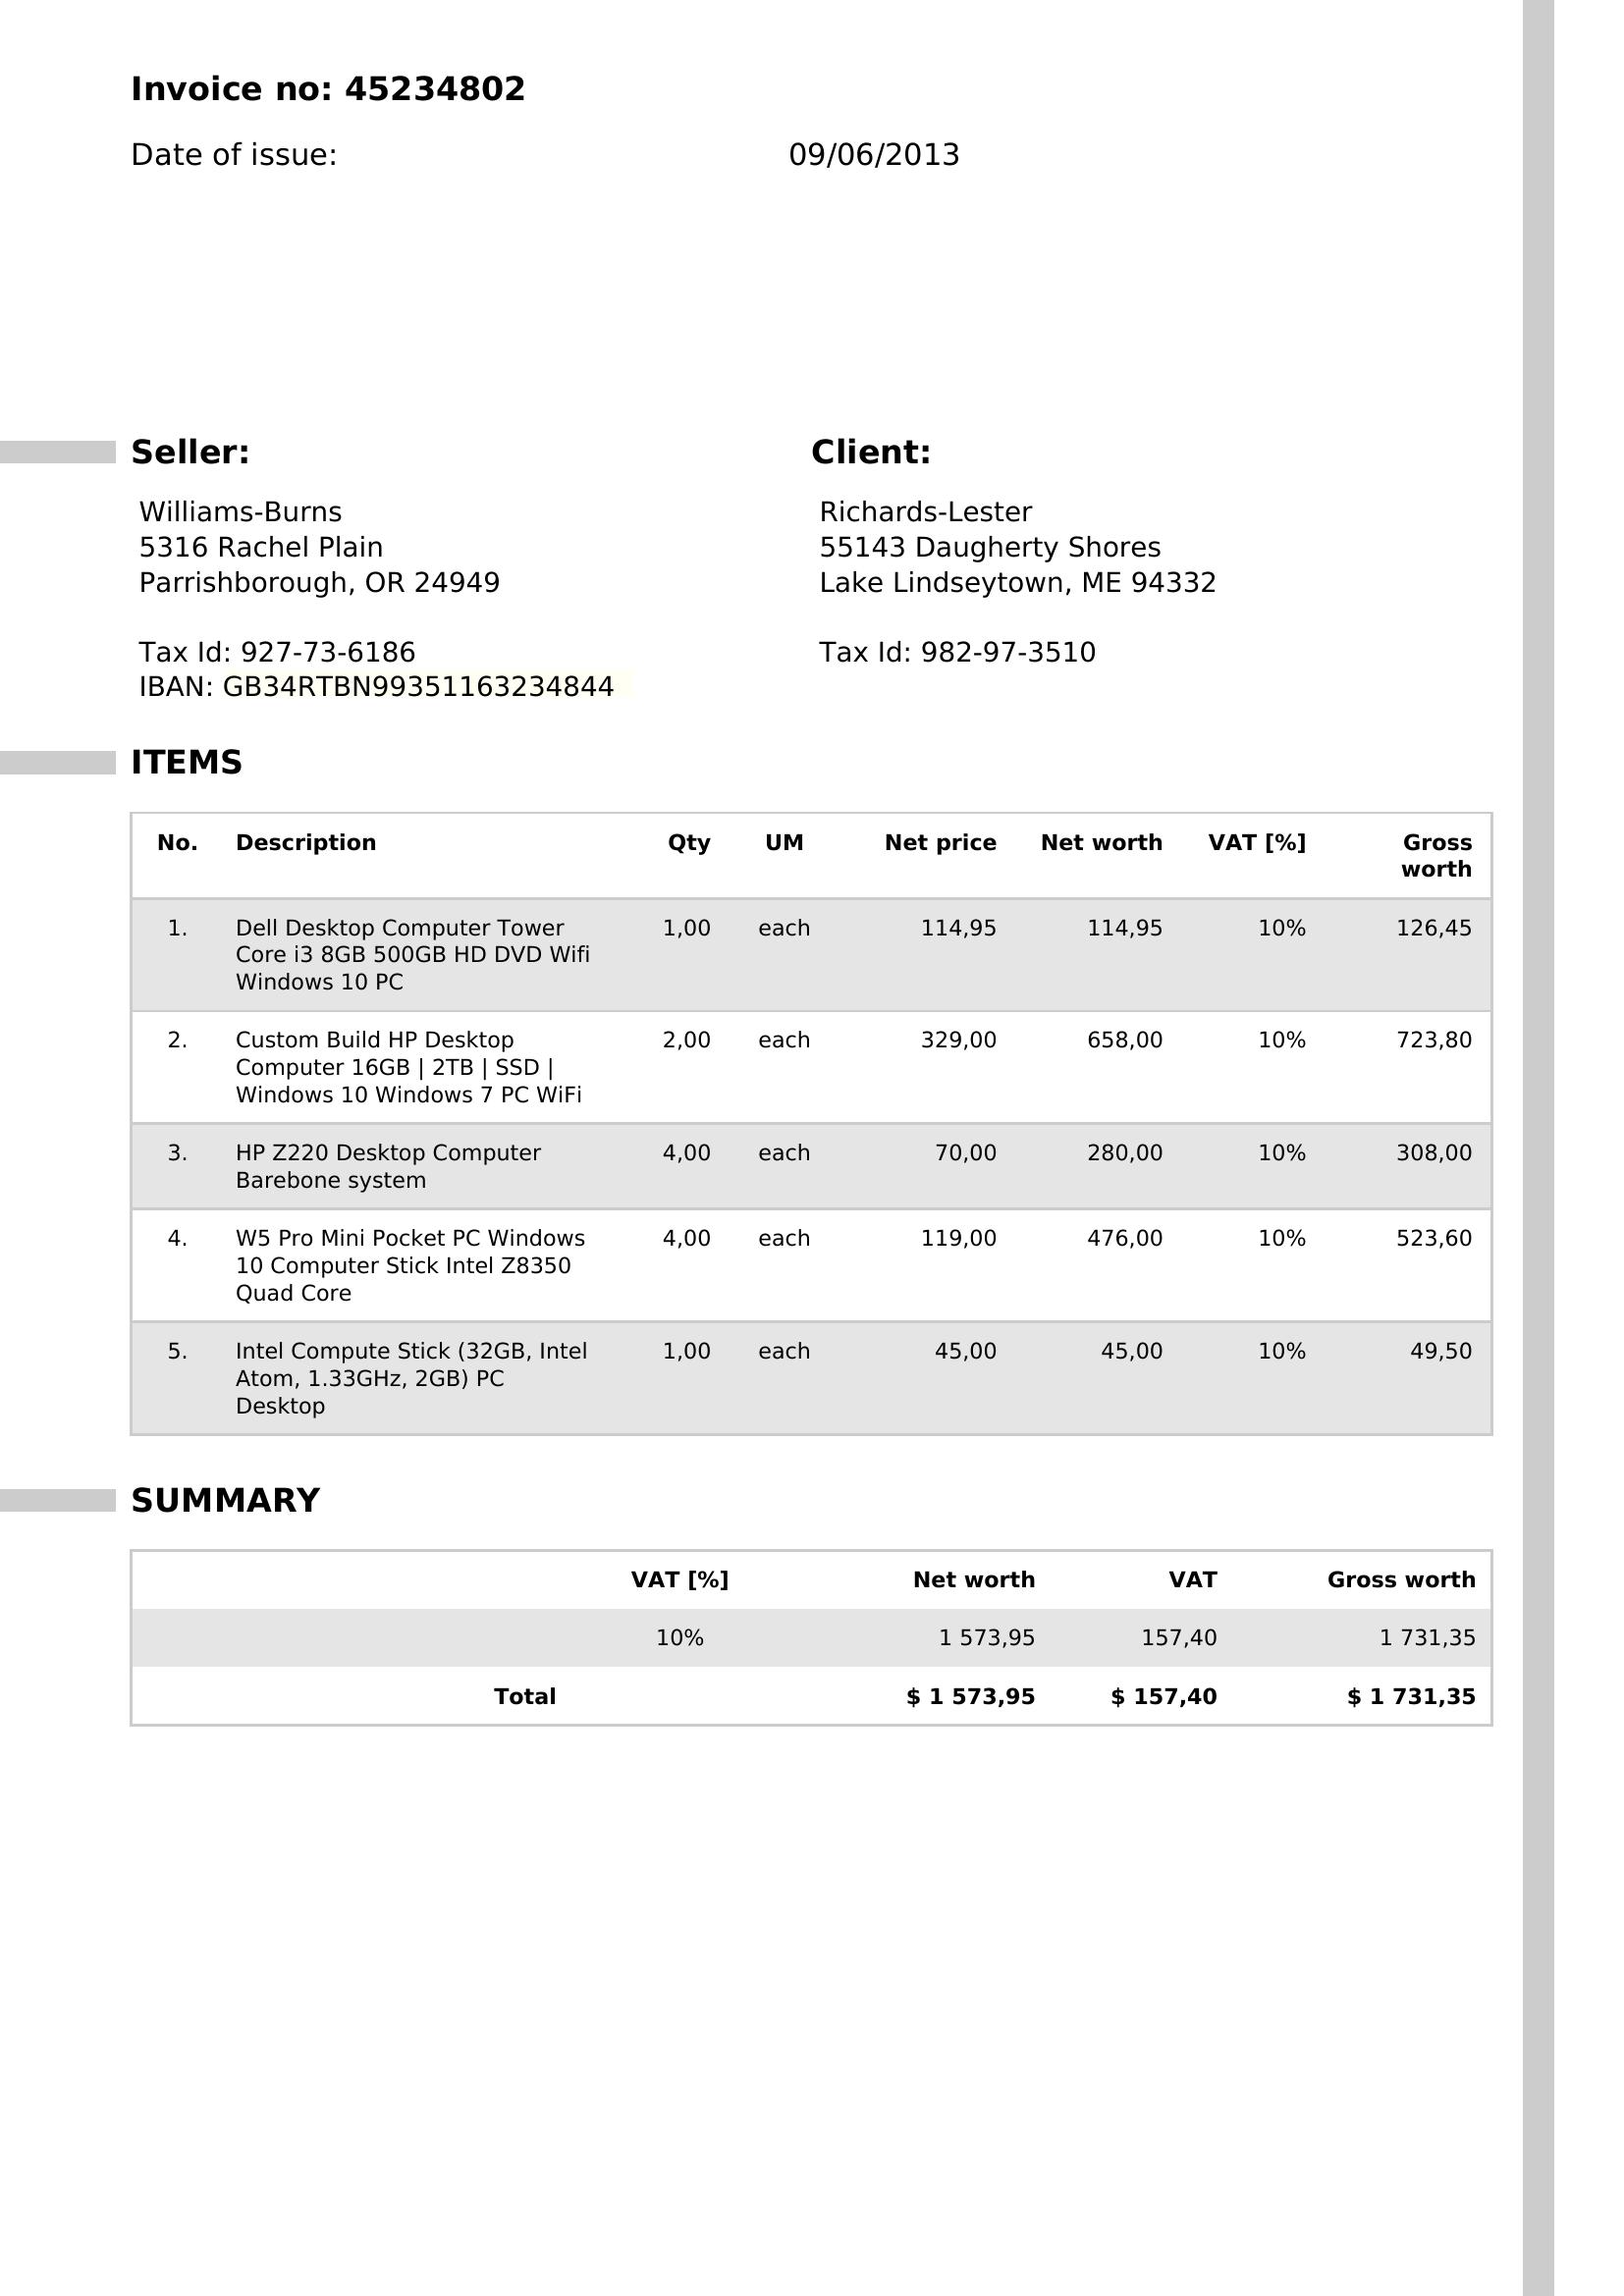 Invoice no: 45234802
Date of issue: 09/06/2013
Seller:
Williams-Burns
5316 Rachel Plain
Parrishborough, OR 24949
Tax Id: 927-73-6186
IBAN: GB34RTBN99351163234844
Client:
Richards-Lester
55143 Daugherty Shores
Lake Lindseytown, ME 94332
Tax Id: 982-97-3510
ITEMS
No. Description Qty UM Net price Net worth VAT [%] Gross
worth
1. Dell Desktop Computer Tower 1,00 each 114,95 114,95 10% 126,45
Core i3 8GB 500GB HD DVD Wifi
Windows 10 PC
2. Custom Build HP Desktop 2,00 each 329,00 658,00 10% 723,80
Computer 16GB | 2TB | SSD |
Windows 10 Windows 7 PC WiFi
3. HP Z220 Desktop Computer 4,00 each 70,00 280,00 10% 308,00
Barebone system
4. W5 Pro Mini Pocket PC Windows 4,00 each 119,00 476,00 10% 523,60
10 Computer Stick Intel Z8350
Quad Core
5. Intel Compute Stick (32GB, Intel 1,00 each 45,00 45,00 10% 49,50
Atom, 1.33GHz, 2GB) PC
Desktop
SUMMARY
VAT [%] Net worth VAT Gross worth
10% 1 573,95 157,40 1 731,35
Total $ 1 573,95 $ 157,40 $ 1 731,35